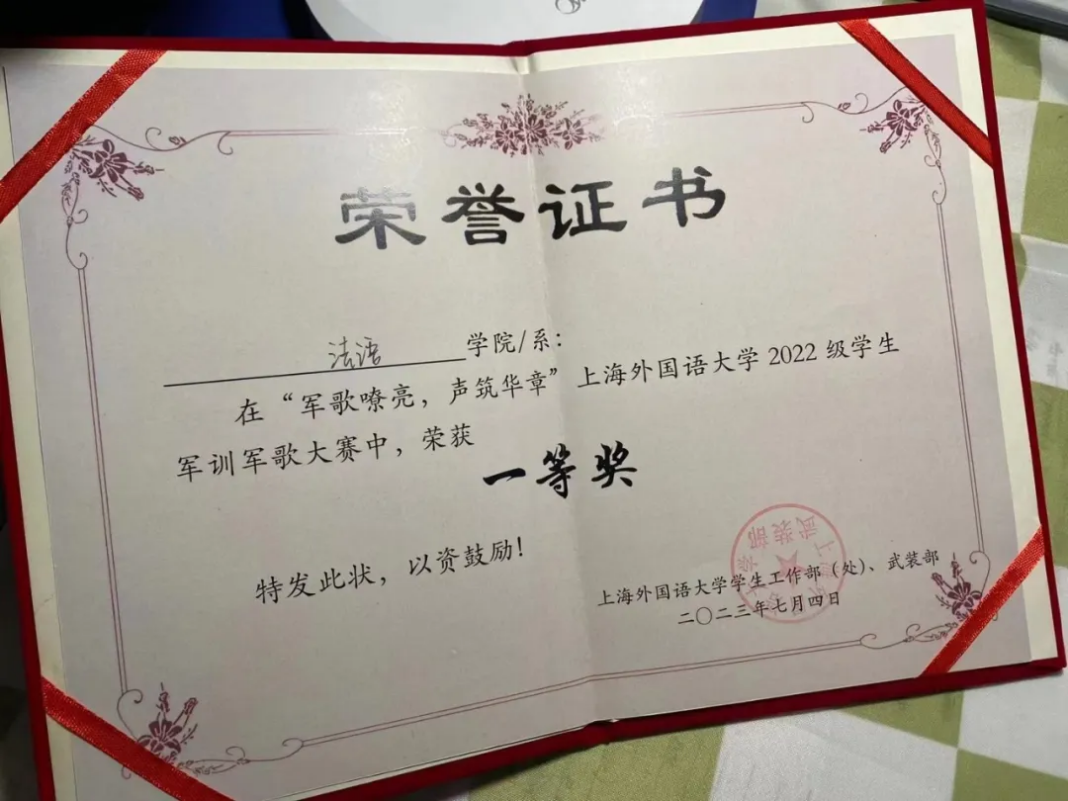 荣誉证书
法语学院/系：
在“军歌嘹亮，声筑华章”上海外国语大学2022级学生
军训军歌大赛中，荣获
一等奖
特发此状，以资鼓励！
武装部
上海外国语大学学生工作部（处）、武装部
二〇二三年七月四日